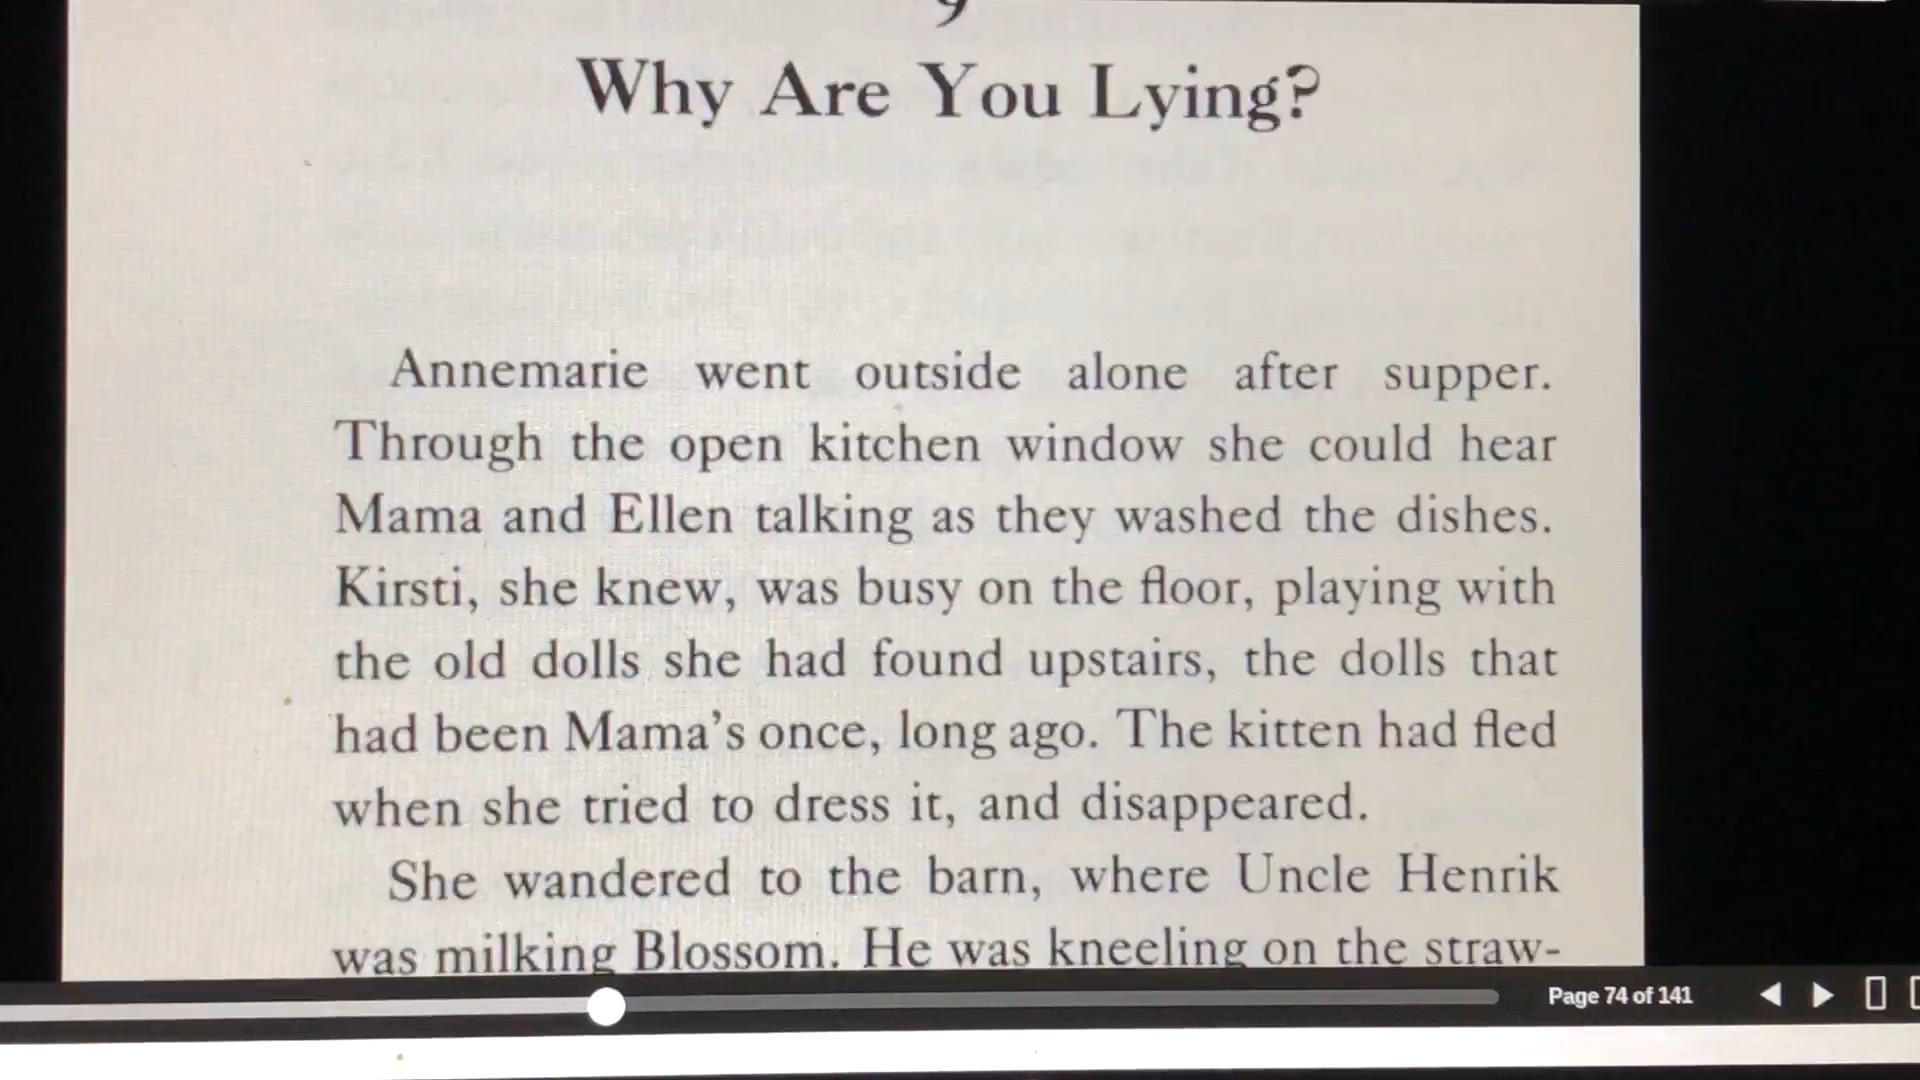 9
Why Are You Lying?
Annemarie went outside alone after supper.
Through the open kitchen window she could hear
Mama and Ellen talking as they washed the dishes.
Kirsti, she knew, was busy on the floor, playing with
the old dolls she had found upstairs, the dolls that
had been Mama's once, long ago. The kitten had fled
when she tried to dress it, and disappeared.
She wandered to the barn, where Uncle Henrik
was milking Blossom. He was kneeling on the straw-
Page 74 of 141